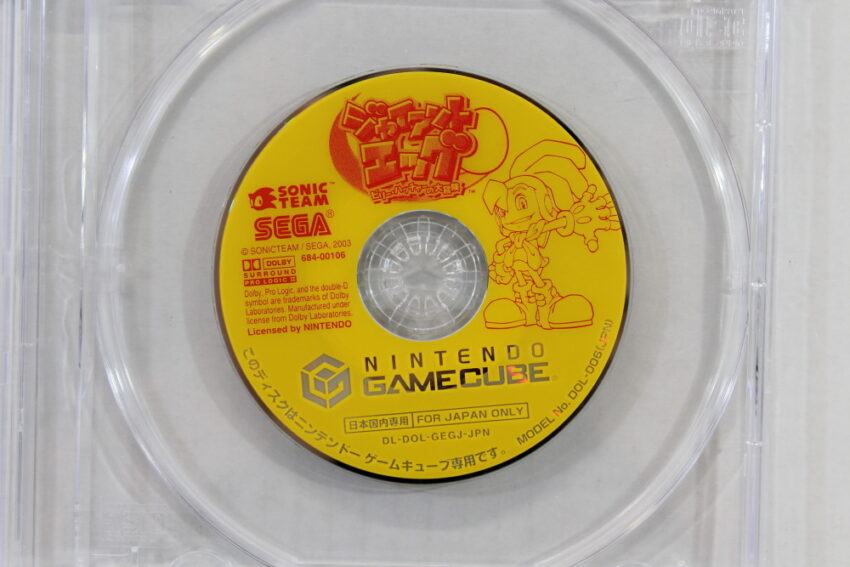 ジャイアント
エッグ
ビリー・ハッチャーの大冒険
TM
SONIC
TEAM
TM
SEGA®
© SONICTEAM / SEGA, 2003
684-00106
DOLBY
SURROUND
PRO LOGIC II
Dolby, Pro Logic, and the double-D
symbol are trademarks of Dolby
Laboratories. Manufactured under
license from Dolby Laboratories.
Licensed by NINTENDO
NINTENDO
GAMECUBE®
日本国内専用 FOR JAPAN ONLY
DL-DOL-GEGJ-JPN
このディスクはニンテンドー ゲームキューブ専用です。
MODEL No. DOL-006(JPN)